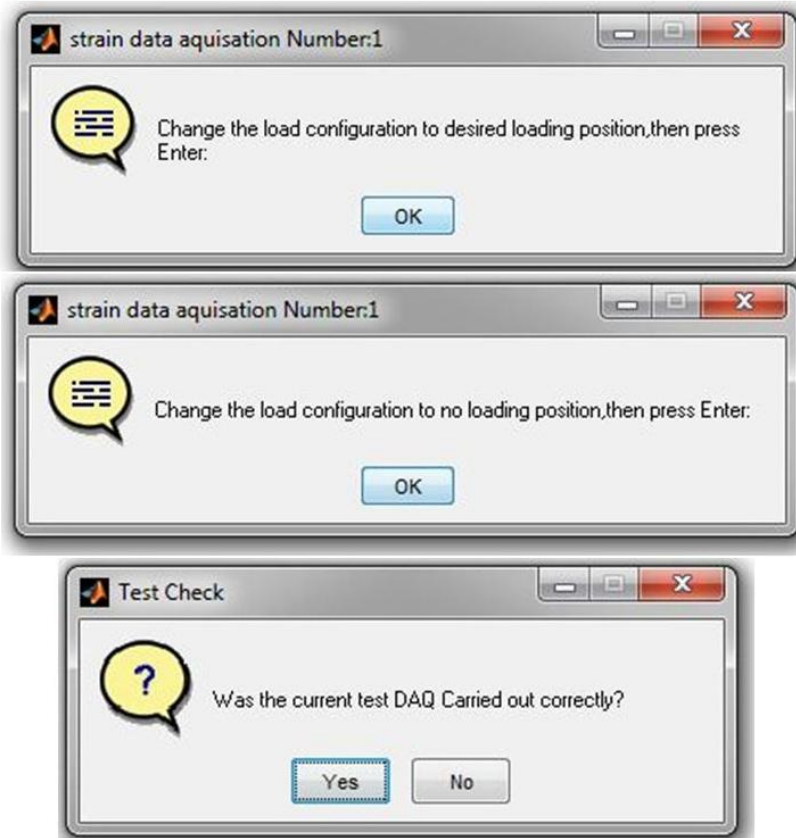 strain data aquisation Number:1
Change the load configuration to desired loading position,then press
Enter:
OK
strain data aquisation Number:1
Change the load configuration to no loading position,then press Enter:
OK
Test Check
?
Was the current test DAQ Carried out correctly?
Yes No